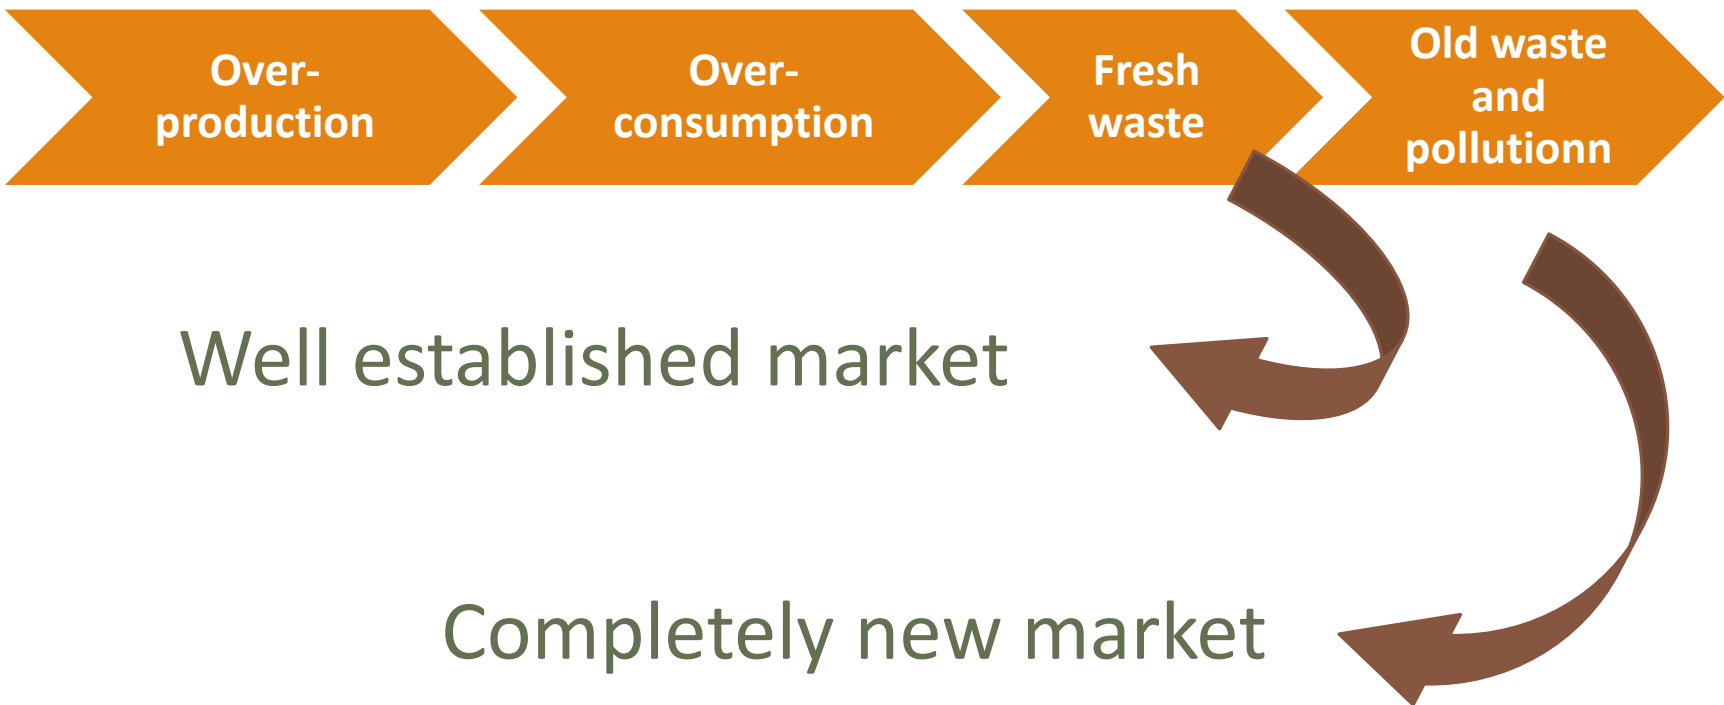 Over-
production
Over-
consumption
Fresh
waste
Old waste
and
pollutionn
Well established market
Completely new market